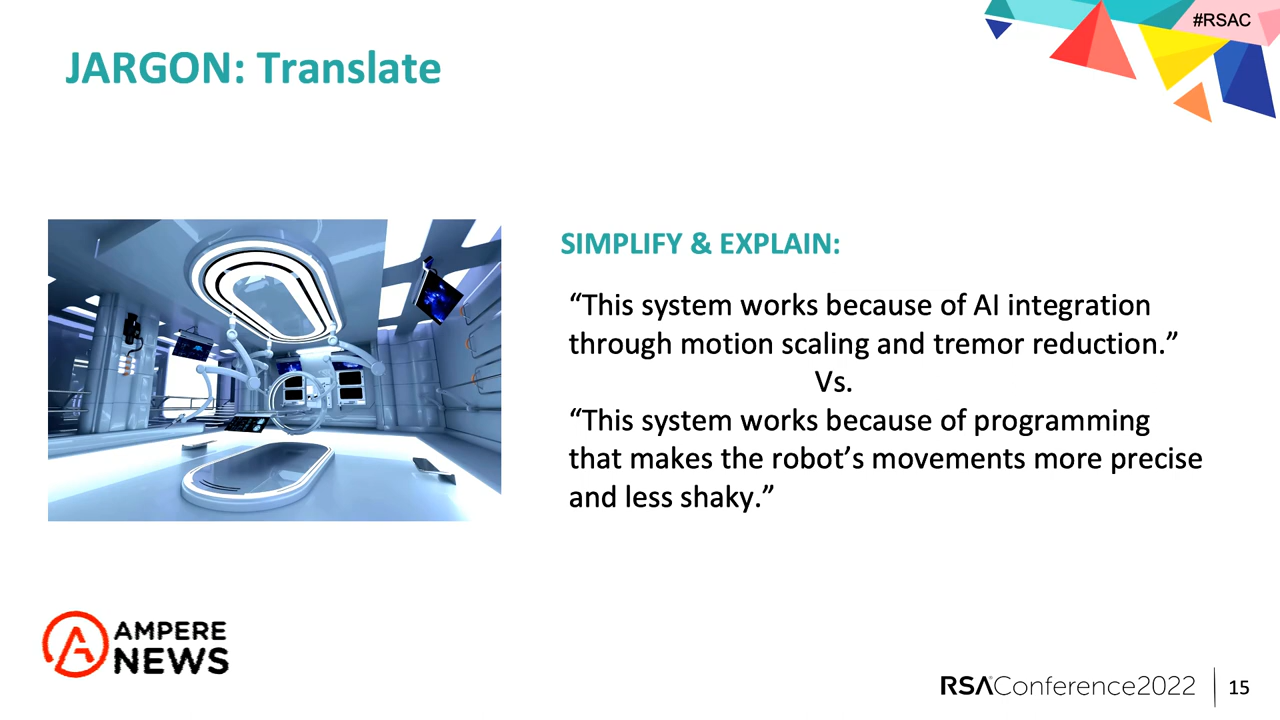 #RSAC
JARGON: Translate
SIMPLIFY & EXPLAIN:
“This system works because of AI integration
through motion scaling and tremor reduction.”
Vs.
“This system works because of programming
that makes the robot’s movements more precise
and less shaky.”
AMPERE
NEWS
RSAConference2022
15